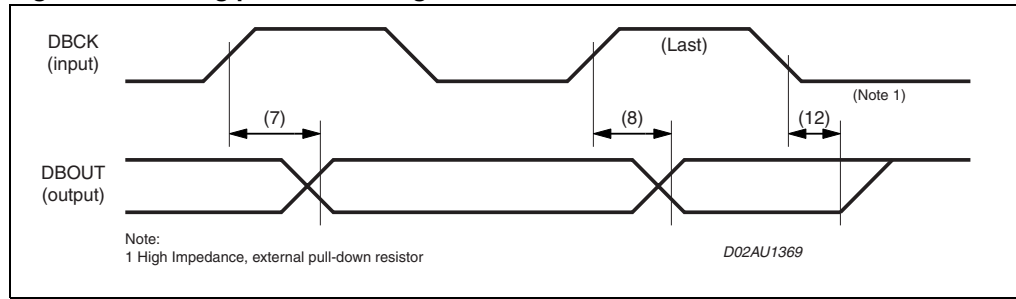 DBCK
(input)
(Last)
(Note 1)
(7)
(8)
(12)
DBOUT
(output)
Note:
1 High Impedance, external pull-down resistor
D02AU1369